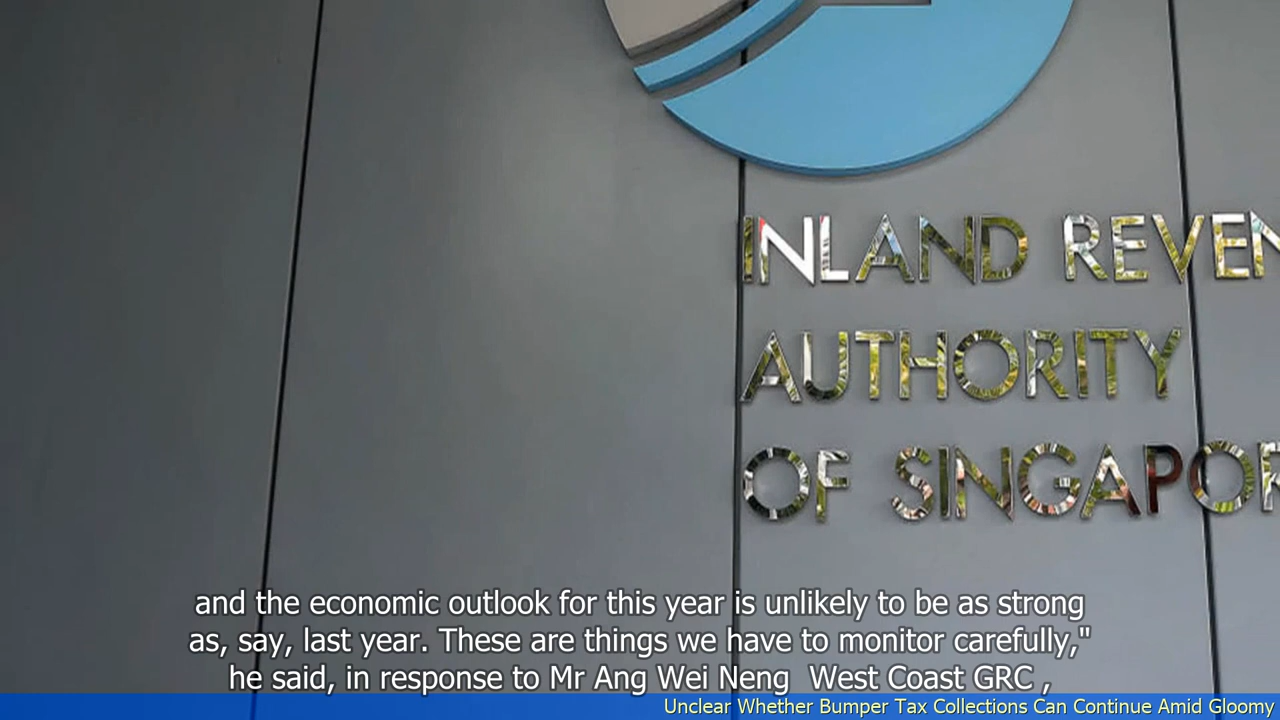 INLAND REVEN
AUTHORITY
OF SINGAPOR
and the economic outlook for this year is unlikely to be as strong
as, say, last year. These are things we have to monitor carefully,"
he said, in response to Mr Ang Wei Neng  West Coast GRC ,
Unclear Whether Bumper Tax Collections Can Continue Amid Gloomy